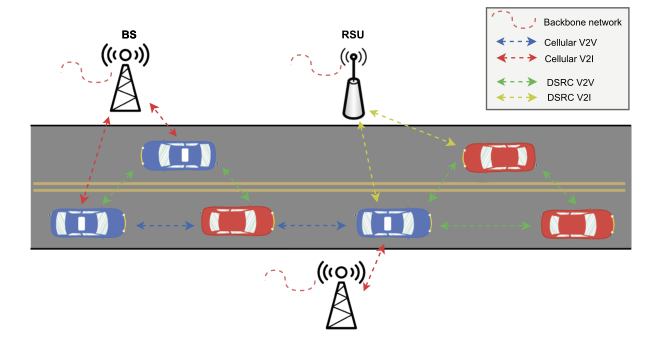 BS
RSU
Backbone network
Cellular V2V
Cellular V2I
DSRC V2V
DSRC V2I